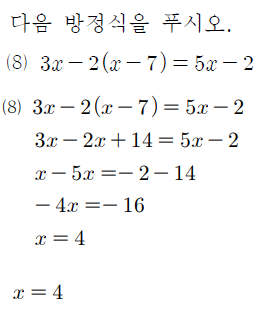 다음 방정식을 푸시오.
(8) 3x − 2(x − 7) = 5x − 2
(8) 3x − 2(x − 7) = 5x − 2
3x − 2x + 14 = 5x − 2
x − 5x = − 2 − 14
− 4x = − 16
x = 4
x = 4